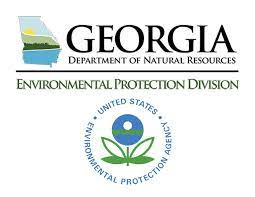 GEORGIA
DEPARTMENT OF NATURAL RESOURCES
ENVIRONMENTAL PROTECTION DIVISION
UNITED STATES
ENVIRONMENTAL PROTECTION AGENCY